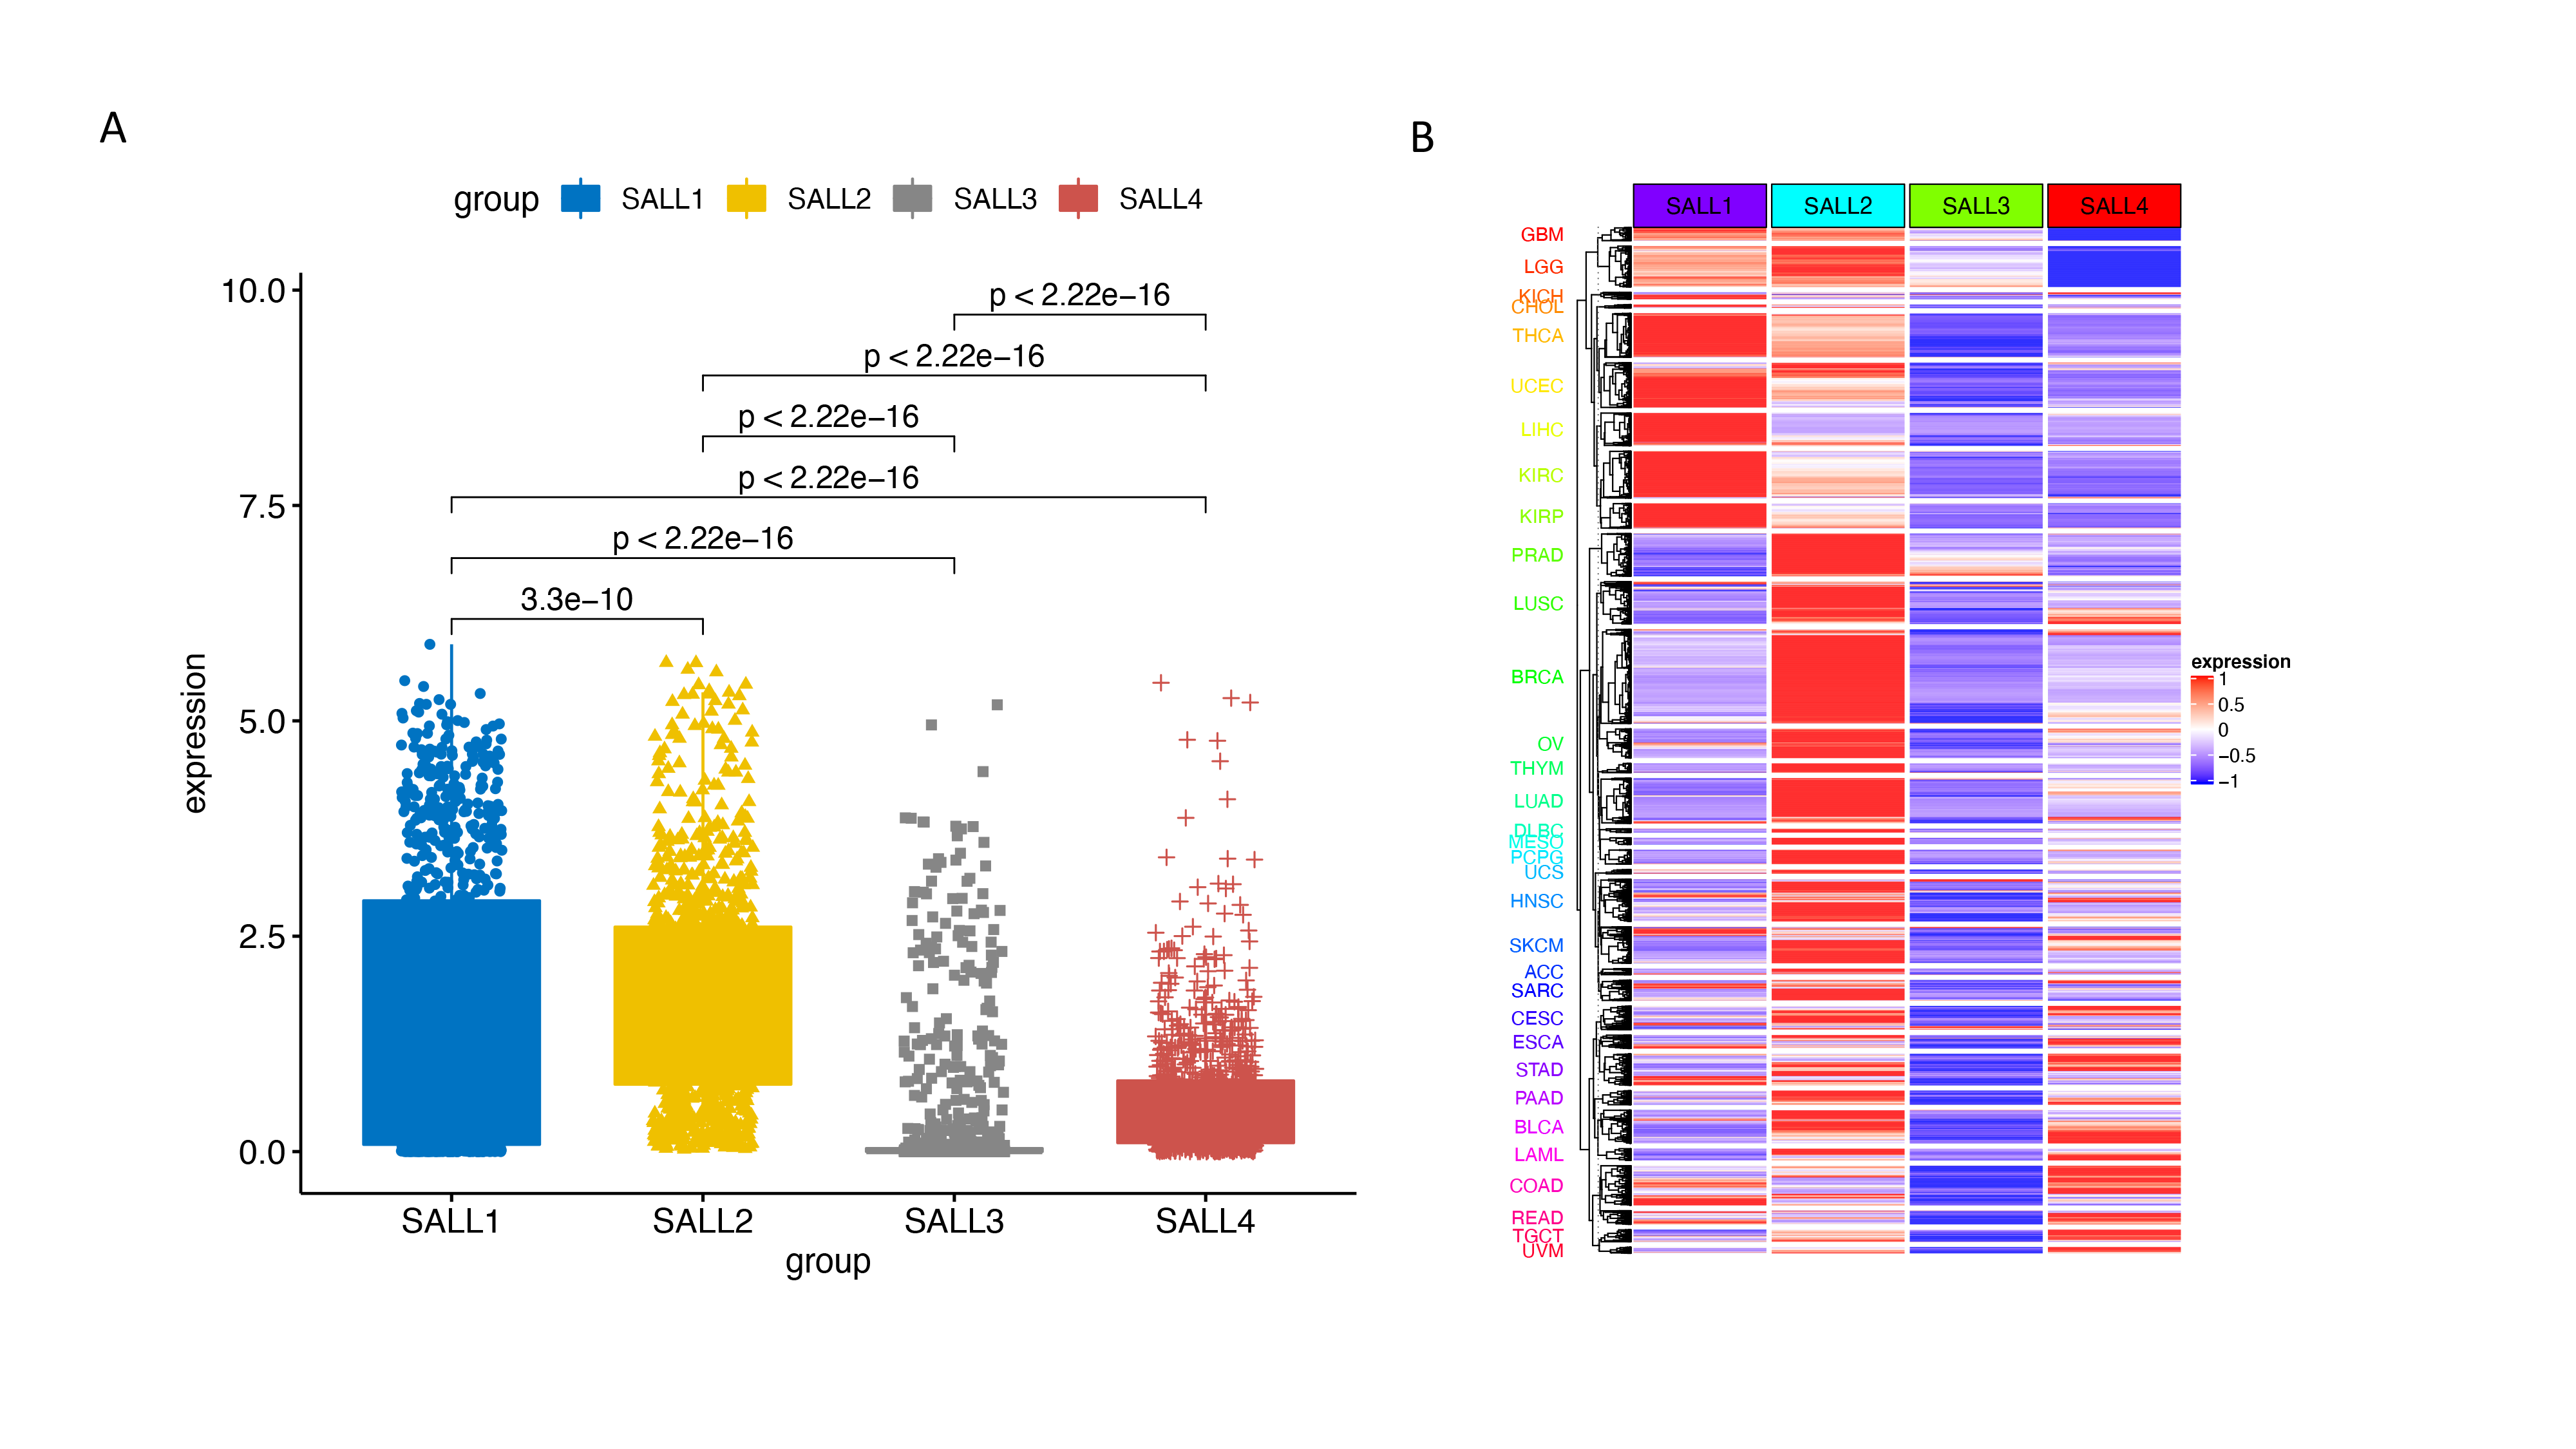 A
group SALL1 SALL2 SALL3 SALL4
10.0
7.5
5.0
2.5
0.0
expression
p < 2.22e−16
p < 2.22e−16
p < 2.22e−16
p < 2.22e−16
p < 2.22e−16
3.3e−10
SALL1 SALL2 SALL3 SALL4
group
B
SALL1 SALL2 SALL3 SALL4
GBM
LGG
KICH
CHOL
THCA
UCEC
LIHC
KIRC
KIRP
PRAD
LUSC
BRCA
OV
THYM
LUAD
DLBC
MESO
PCPG
UCS
HNSC
SKCM
ACC
SARC
CESC
ESCA
STAD
PAAD
BLCA
LAML
COAD
READ
TGCT
UVM
expression
1
0.5
0
−0.5
−1